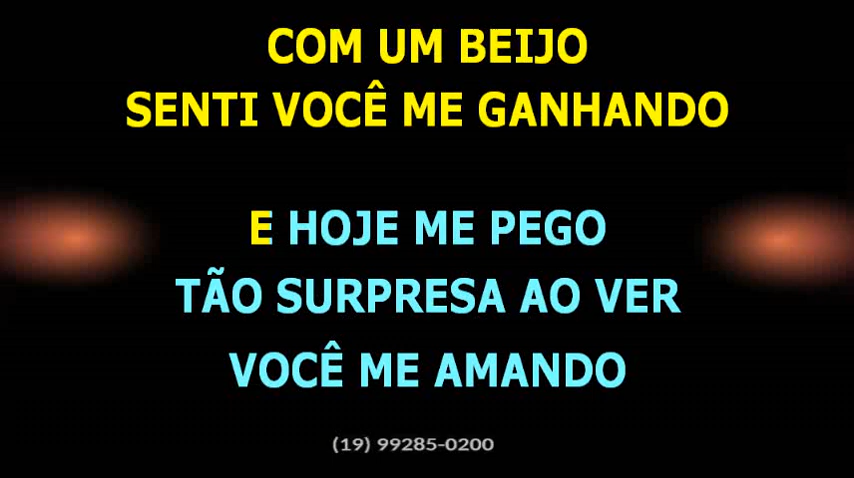 COM UM BEIJO
SENTI VOCÊ ME GANHANDO
E HOJE ME PEGO
TÃO SURPRESA AO VER
VOCÊ ME AMANDO
(19) 99285-0200